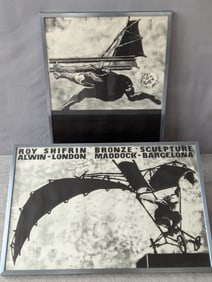 ROY SHIFRIN BRONZE SCULPTURE
ALWIN-LONDON MADDOCK-BARCELONA